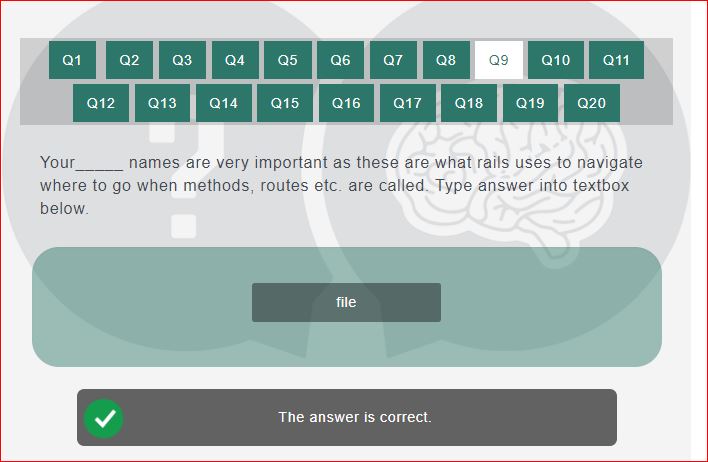 Q1 Q2 Q3 Q4 Q5 Q6 Q7 Q8 Q9 Q10 Q11
Q12 Q13 Q14 Q15 Q16 Q17 Q18 Q19 Q20
Your_____ names are very important as these are what rails uses to navigate
where to go when methods, routes etc. are called. Type answer into textbox
below.
file
The answer is correct.